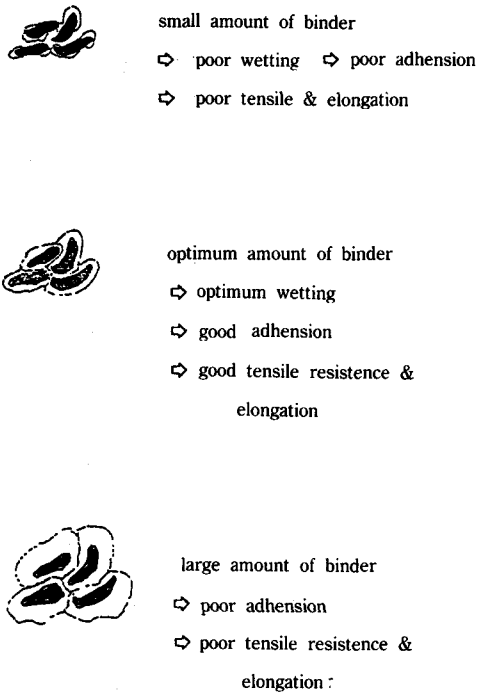 small amount of binder
⇨ poor wetting ⇨ poor adhension
⇨ poor tensile & elongation
optimum amount of binder
⇨ optimum wetting
⇨ good adhension
⇨ good tensile resistence &
elongation
large amount of binder
⇨ poor adhension
⇨ poor tensile resistence &
elongation :